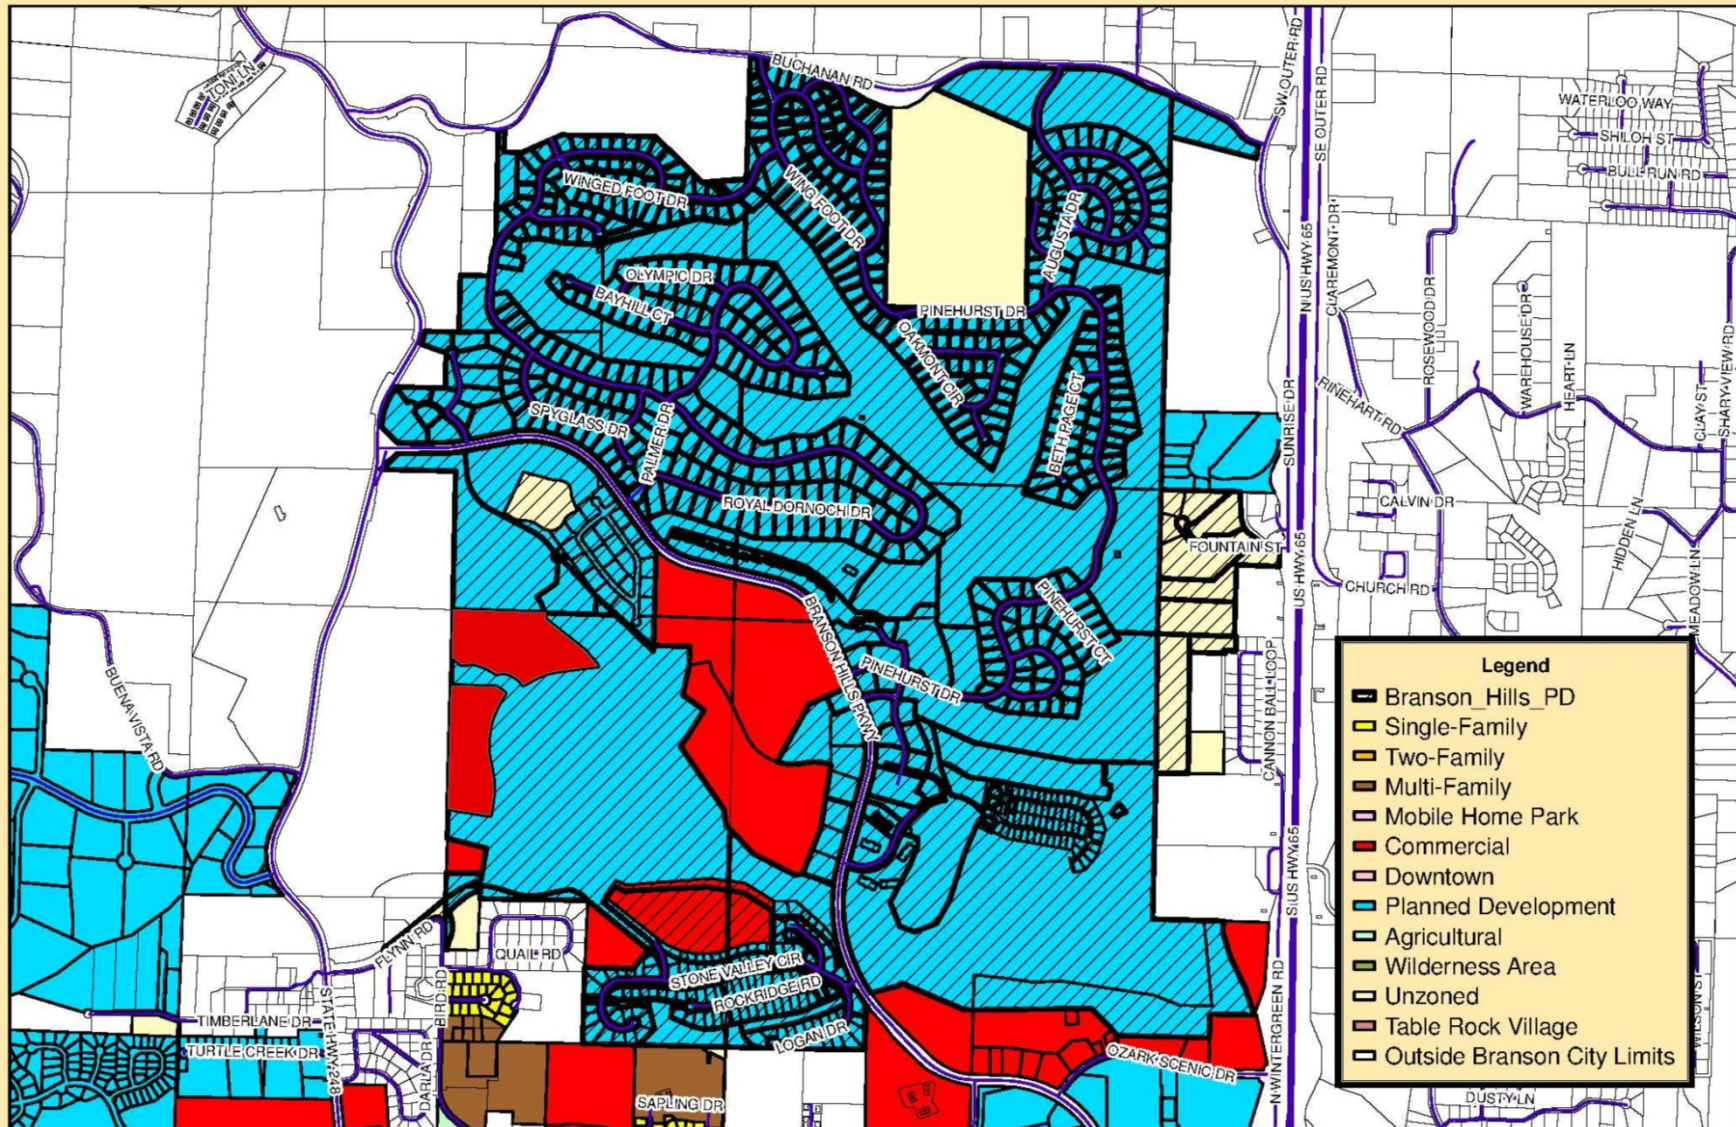 TONI LN
BUCHANAN RD
SW OUTER RD
SE OUTER RD
WATERLOO WAY
SHILOH ST
BULL RUN RD
WINGED FOOT DR
WING FOOT DR
AUGUSTA DR
N US HWY 65
CLAREMONT DR
OLYMPIC DR
BAYHILL CT
PINEHURST DR
OAKMONT CIR
ROSEWOOD DR
WAREHOUSE DR
HEART LN
SHARY VIEW RD
CLAY ST
RINEHART RD
SPYGLASS DR
PALMER DR
BETH PAGE CT
SUNRISE DR
ROYAL DORNOCH DR
CALVIN DR
HIDDEN LN
FOUNTAIN ST
US HWY 65
CHURCH RD
MEADOW LN
BRANSON HILLS PKWY
PINEHURST CT
PINEHURST DR
BUENA VISTA RD
CANNON BALL LOOP
Legend
Branson_Hills_PD
Single-Family
Two-Family
Multi-Family
Mobile Home Park
Commercial
Downtown
Planned Development
Agricultural
Wilderness Area
Unzoned
Table Rock Village
Outside Branson City Limits
S US HWY 65
FLYNN RD
QUAIL RD
STONE VALLEY CIR
ROCKRIDGE RD
LOGAN DR
BIRD RD
TIMBERLANE DR
TURTLE CREEK DR
STATE HWY 248
DARLA DR
SAPLING DR
OZARK SCENIC DR
N WINTERGREEN RD
WILSON ST
DUSTY LN